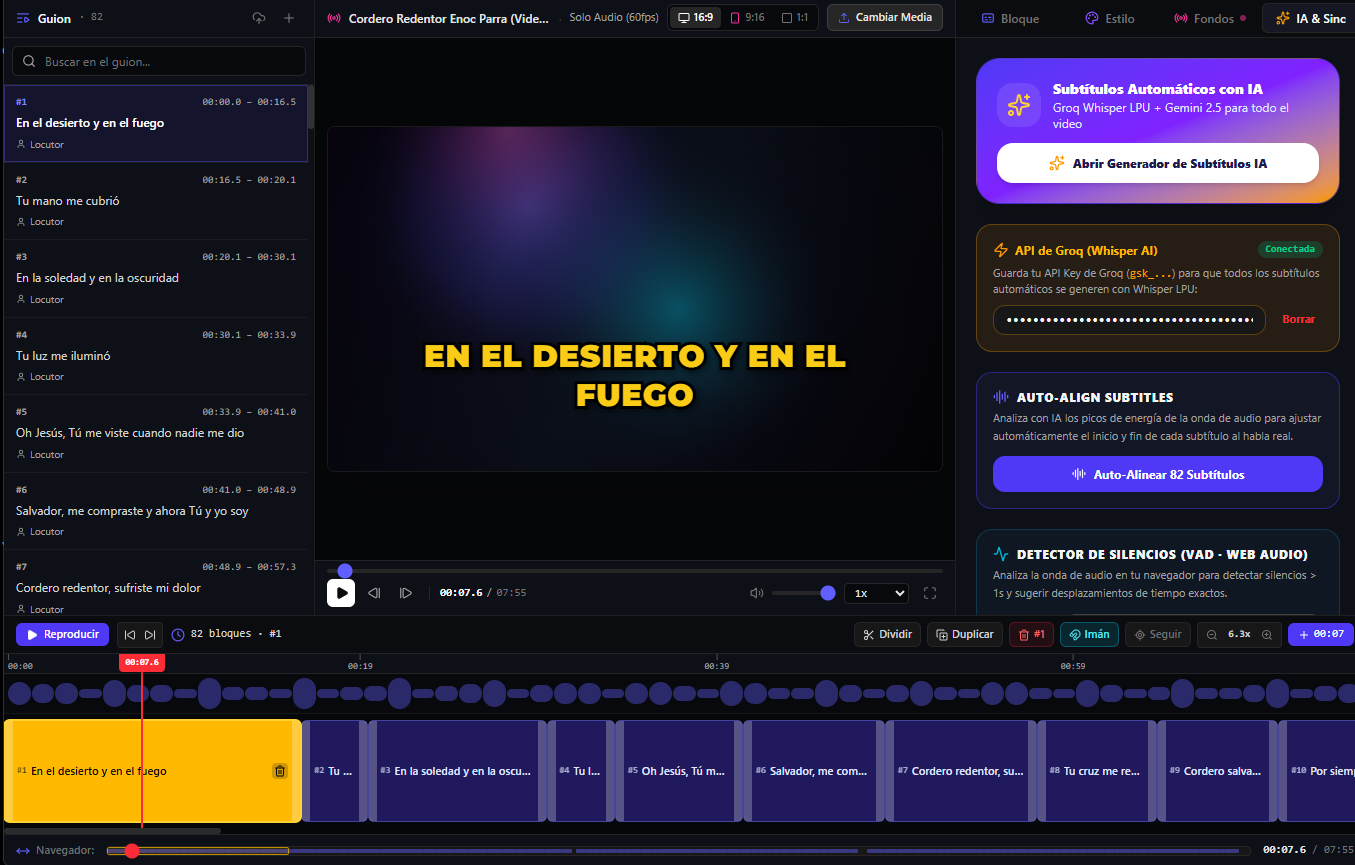 Guion · 82
Buscar en el guion...
#1 00:00.0 – 00:16.5
En el desierto y en el fuego
Locutor
#2 00:16.5 – 00:20.1
Tu mano me cubrió
Locutor
#3 00:20.1 – 00:30.1
En la soledad y en la oscuridad
Locutor
#4 00:30.1 – 00:33.9
Tu luz me iluminó
Locutor
#5 00:33.9 – 00:41.0
Oh Jesús, Tú me viste cuando nadie me dio
Locutor
#6 00:41.0 – 00:48.9
Salvador, me compraste y ahora Tú y yo soy
Locutor
#7 00:48.9 – 00:57.3
Cordero redentor, sufriste mi dolor
Locutor
Cordero Redentor Enoc Parra (Vide... Solo Audio (60fps) 16:9 9:16 1:1 Cambiar Media
EN EL DESIERTO Y EN EL
FUEGO
00:07.6 / 07:55 1x
Bloque Estilo Fondos IA & Sinc
Subtítulos Automáticos con IA
Groq Whisper LPU + Gemini 2.5 para todo el
video
Abrir Generador de Subtítulos IA
API de Groq (Whisper AI) Conectada
Guarda tu API Key de Groq (gsk_...) para que todos los subtítulos
automáticos se generen con Whisper LPU:
Borrar
AUTO-ALIGN SUBTITLES
Analiza con IA los picos de energía de la onda de audio para ajustar
automáticamente el inicio y fin de cada subtítulo al habla real.
Auto-Alinear 82 Subtítulos
DETECTOR DE SILENCIOS (VAD - WEB AUDIO)
Analiza la onda de audio en tu navegador para detectar silencios >
1s y sugerir desplazamientos de tiempo exactos.
Reproducir 82 bloques · #1 Dividir Duplicar #1 Imán Seguir 6.3x + 00:07
00:00 00:07.6 00:19 00:39 00:59
#1 En el desierto y en el fuego #2 Tu ... #3 En la soledad y en la oscu... #4 Tu l... #5 Oh Jesús, Tú m... #6 Salvador, me com... #7 Cordero redentor, su... #8 Tu cruz me re... #9 Cordero salva... #10 Por siemp
Navegador: 00:07.6 / 07:55